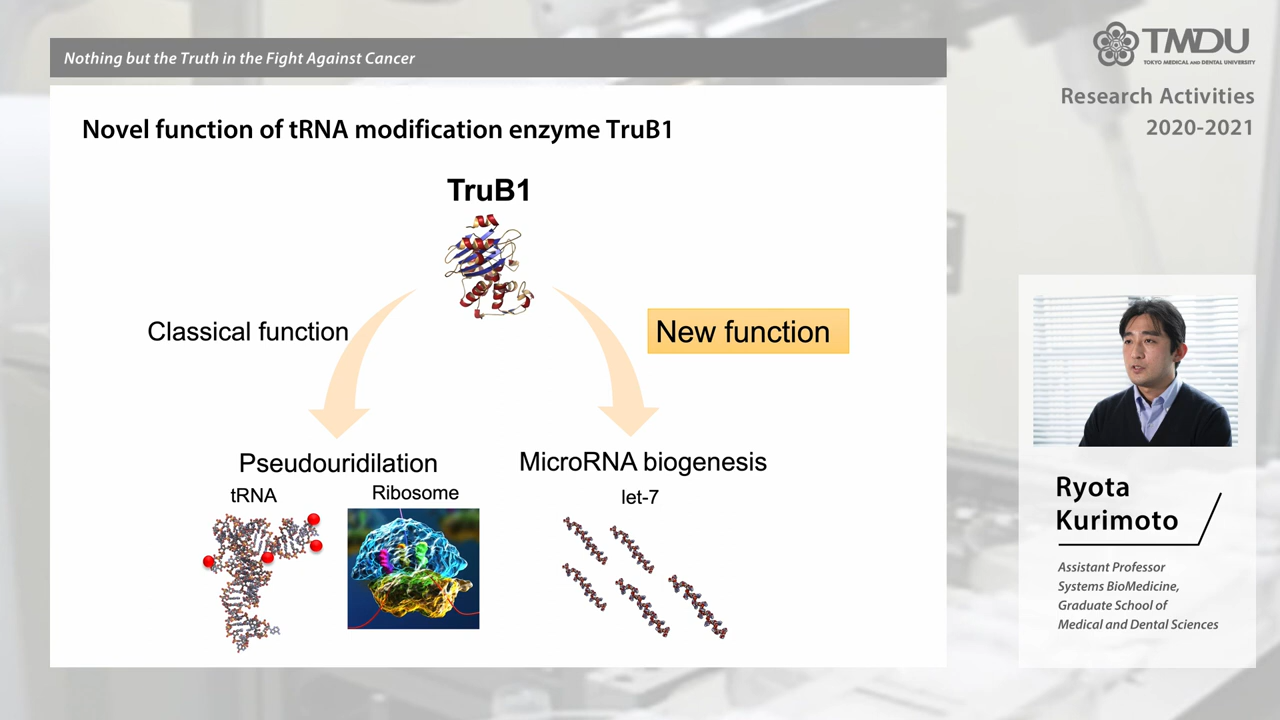 Nothing but the Truth in the Fight Against Cancer
TMDU
TOKYO MEDICAL AND DENTAL UNIVERSITY
Research Activities
2020-2021
Novel function of tRNA modification enzyme TruB1
TruB1
Classical function
New function
Pseudouridilation
tRNA
Ribosome
MicroRNA biogenesis
let-7
Ryota
Kurimoto
Assistant Professor
Systems BioMedicine,
Graduate School of
Medical and Dental Sciences